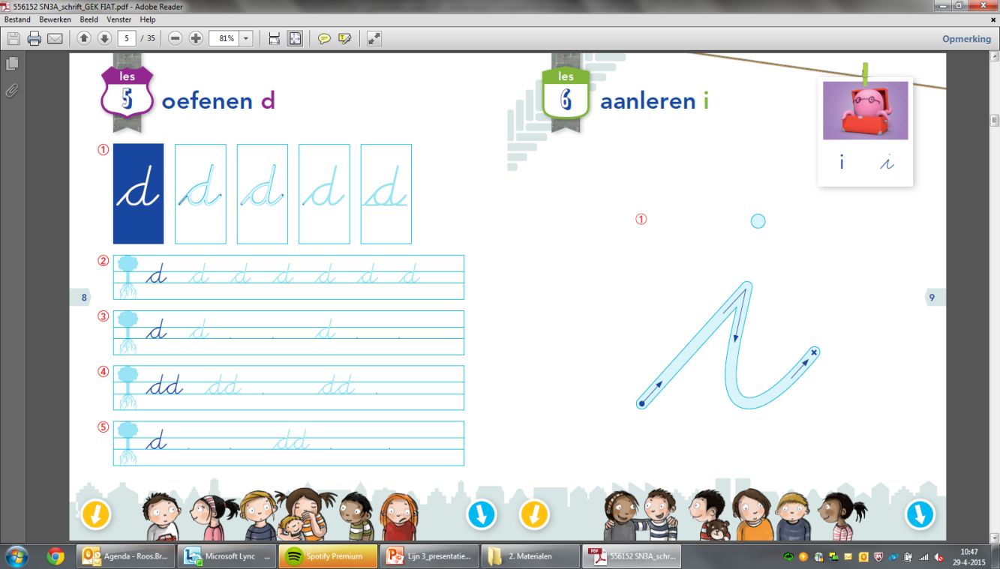 556152 SN3A_schrift_GEK FIAT.pdf - Adobe Reader
Bestand Bewerken Beeld Venster Help
5 / 35 81% Opmerking
les
5
oefenen d
les
6
aanleren i
i i
1 d d d d d
1
2 d d d d d d d d
3 d d . . d . .
8
9
4 dd dd . dd .
5 d . . dd . .
Agenda - Roos.Br... Microsoft Lync ... Spotify Premium Lijn 3_presentatie... 2. Materialen 556152 SN3A_schr... 10:47
29-4-2015